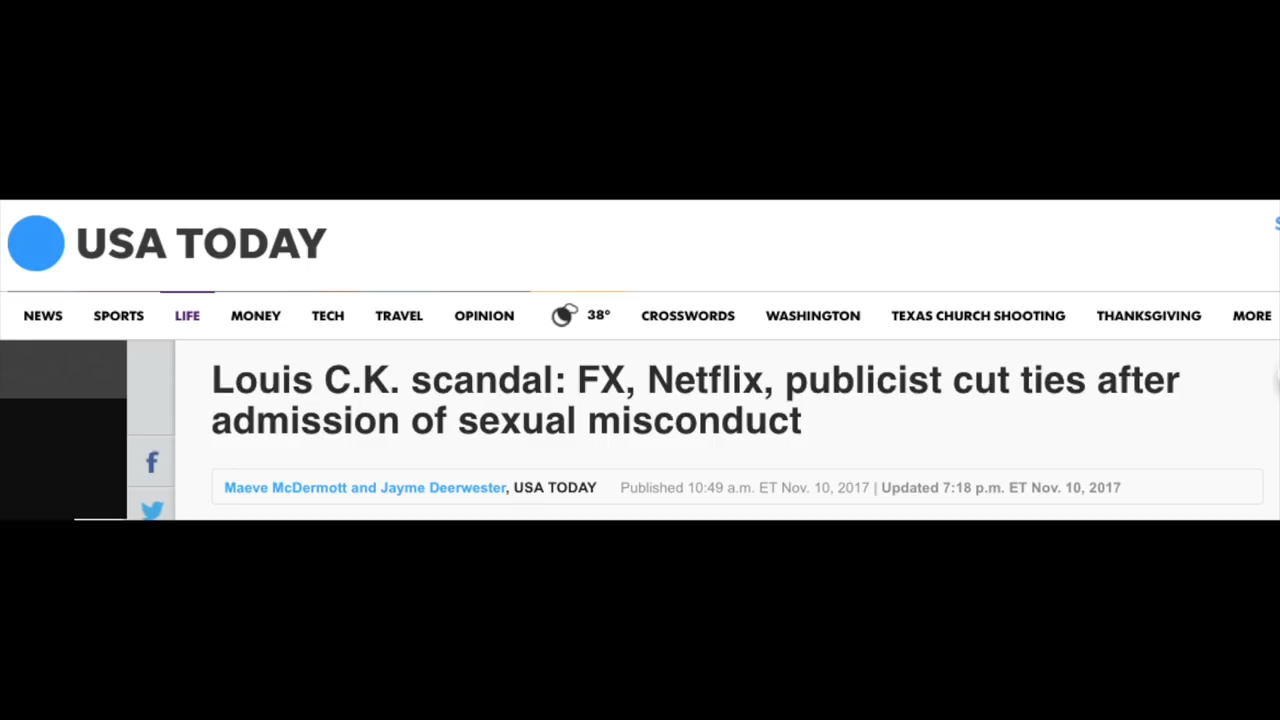 USA TODAY
NEWS SPORTS LIFE MONEY TECH TRAVEL OPINION 38° CROSSWORDS WASHINGTON TEXAS CHURCH SHOOTING THANKSGIVING MORE
Louis C.K. scandal: FX, Netflix, publicist cut ties after
admission of sexual misconduct
Maeve McDermott and Jayme Deerwester, USA TODAY Published 10:49 a.m. ET Nov. 10, 2017 | Updated 7:18 p.m. ET Nov. 10, 2017